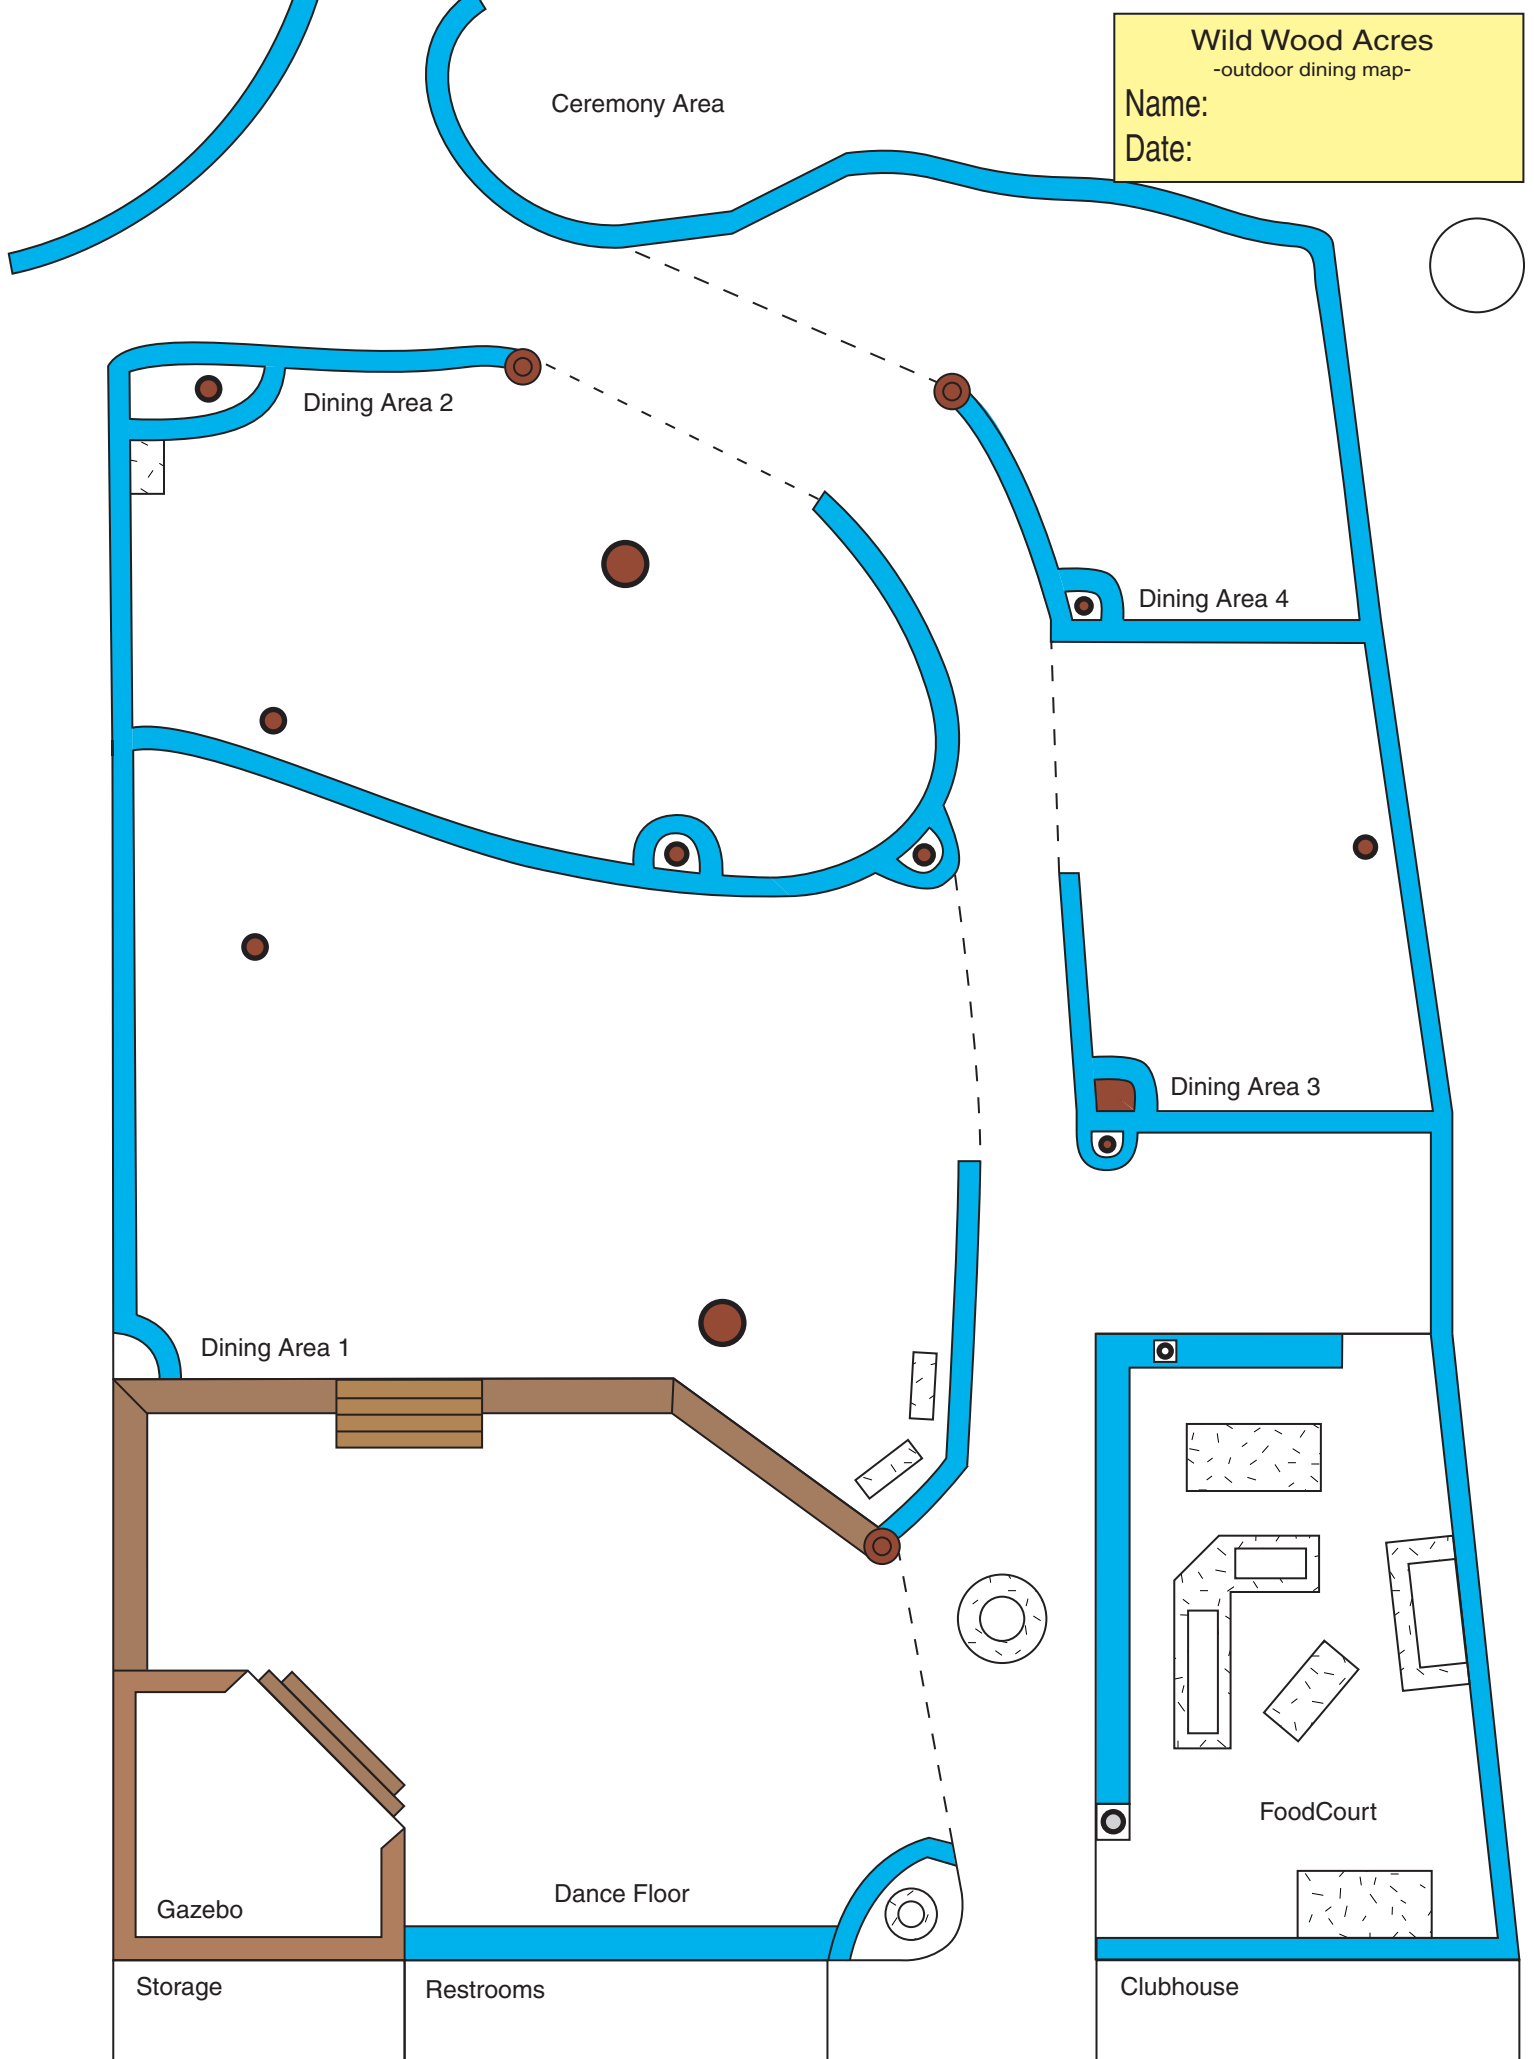 Wild Wood Acres
-outdoor dining map-
Name:
Date:
Ceremony Area
Dining Area 2
Dining Area 4
Dining Area 3
Dining Area 1
FoodCourt
Dance Floor
Gazebo
Storage
Restrooms
Clubhouse